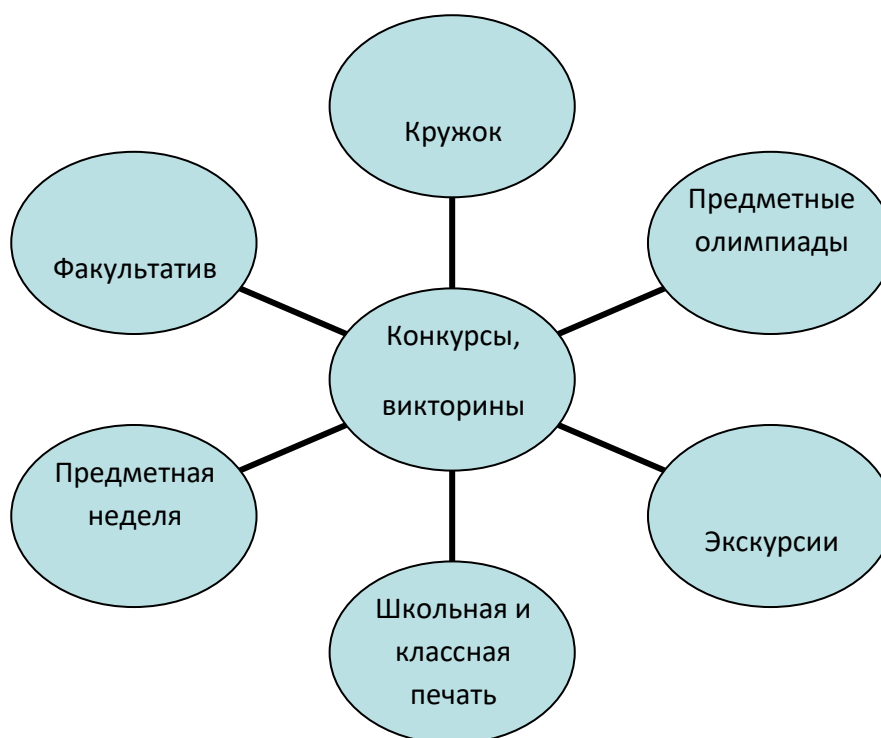 Кружок
Предметные
олимпиады
Факультатив
Конкурсы,
викторины
Предметная
неделя
Экскурсии
Школьная и
классная
печать